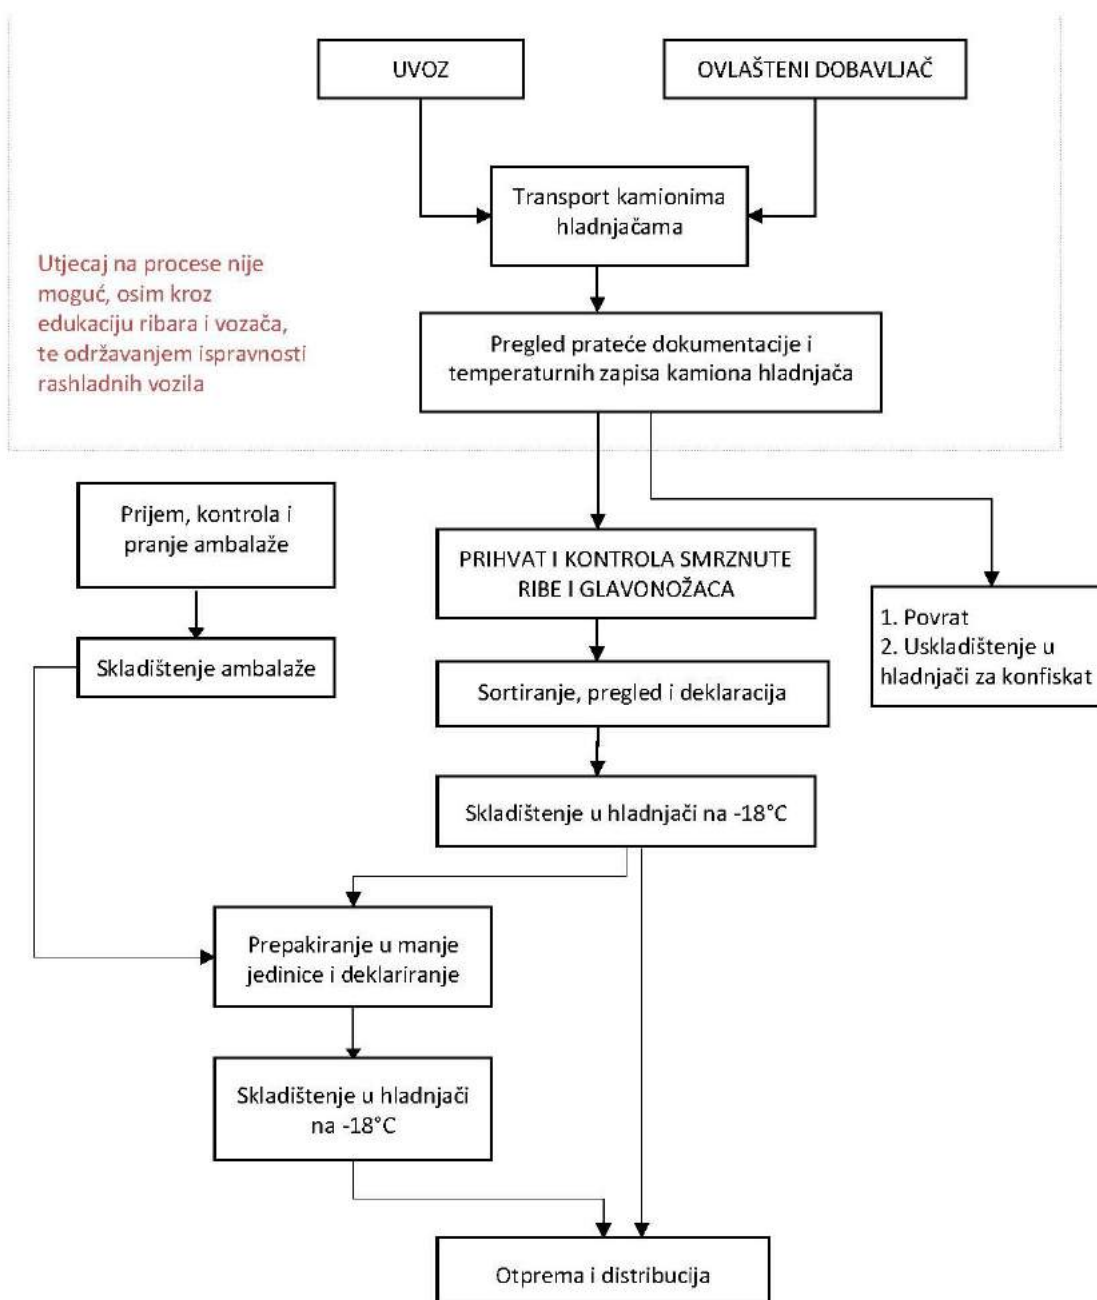 UVOZ
OVLAŠTENI DOBAVLJAČ
Transport kamionima
hladnjačama
Utjecaj na procese nije
moguć, osim kroz
edukaciju ribara i vozača,
te održavanjem ispravnosti
rashladnih vozila
Pregled prateće dokumentacije i
temperaturnih zapisa kamiona hladnjača
Prijem, kontrola i
pranje ambalaže
PRIHVAT I KONTROLA SMRZNUTE
RIBE I GLAVONOŽACA
1. Povrat
2. Uskladištenje u
hladnjači za konfiskat
Skladištenje ambalaže
Sortiranje, pregled i deklaracija
Skladištenje u hladnjači na -18°C
Prepakiranje u manje
jedinice i deklariranje
Skladištenje u hladnjači
na -18°C
Otprema i distribucija